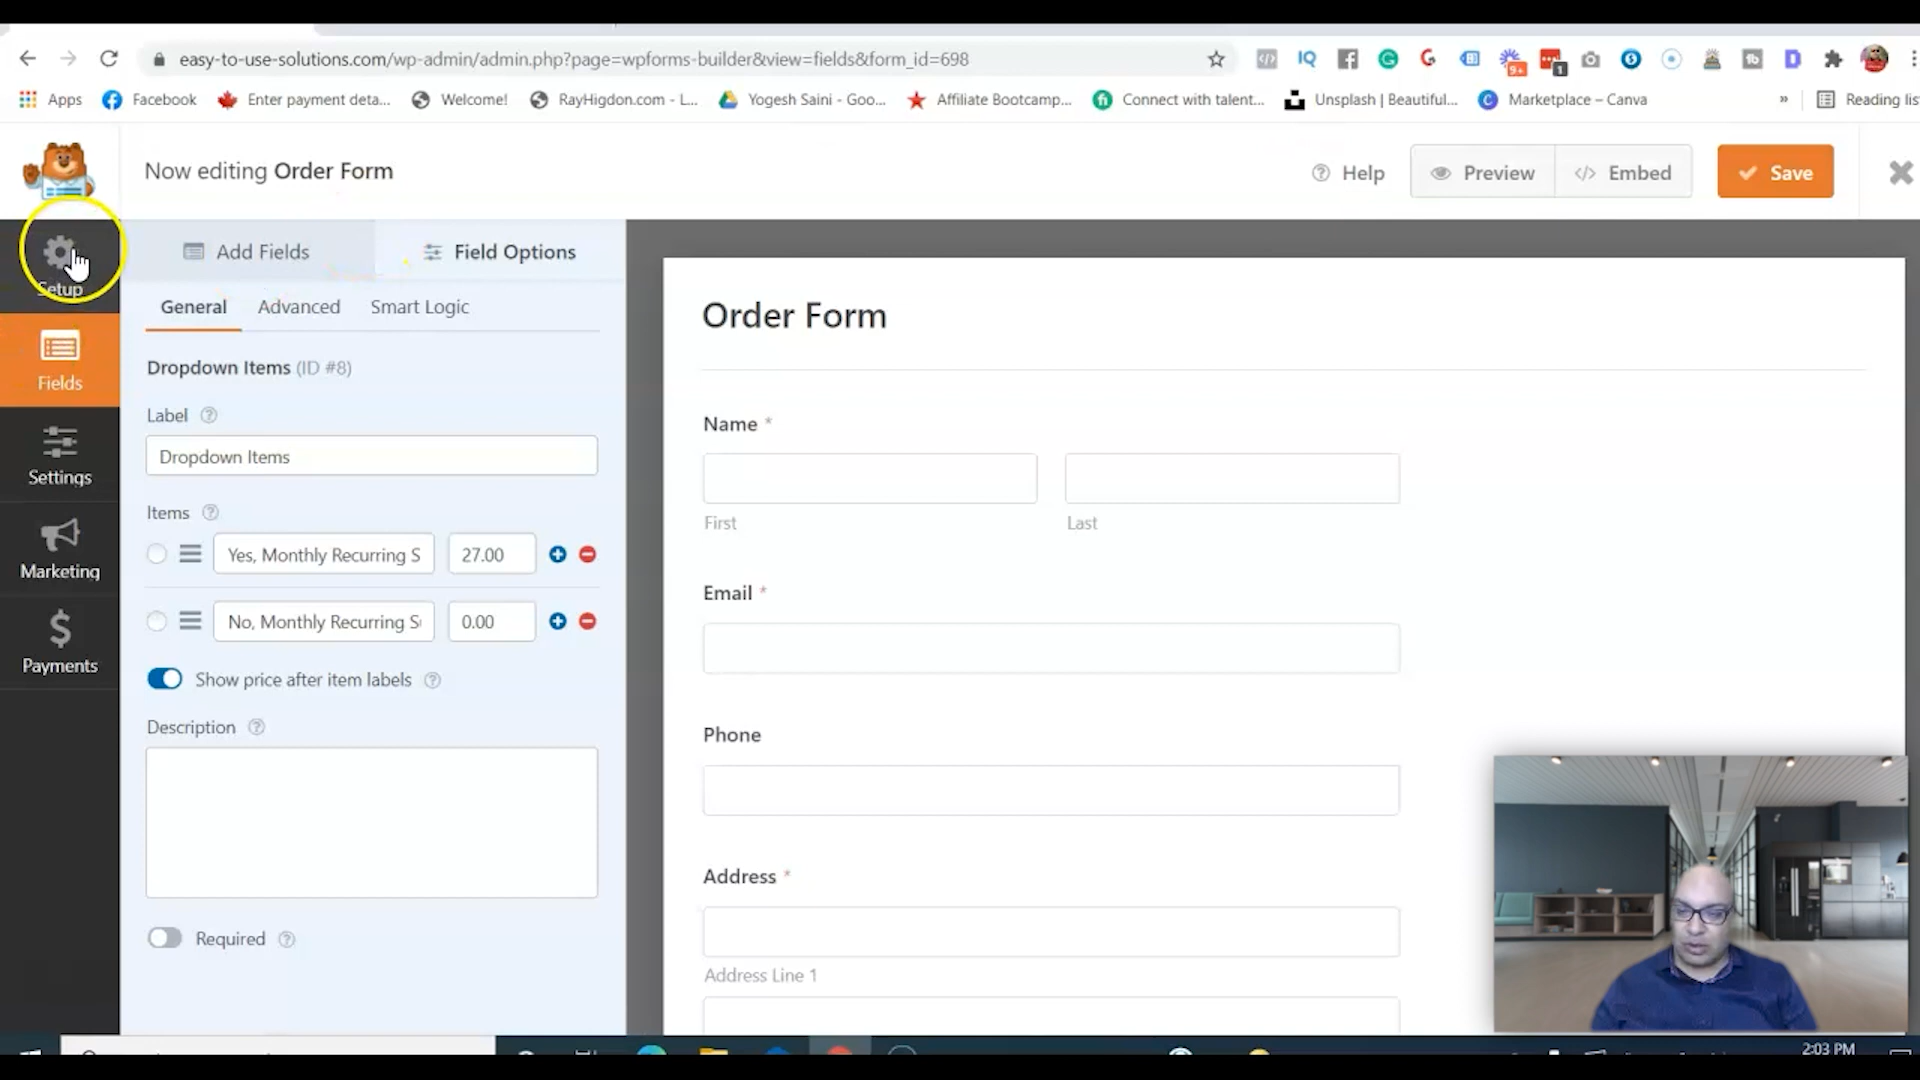 easy-to-use-solutions.com/wp-admin/admin.php?page=wpforms-builder&view=fields&form_id=698
9+
1
Apps
Facebook
Enter payment deta...
Welcome!
RayHigdon.com - L...
Yogesh Saini - Goo...
Affiliate Bootcamp...
Connect with talent...
Unsplash | Beautiful...
Marketplace – Canva
»
Reading lis
Now editing Order Form
Help
Preview
Embed
Save
Setup
Fields
Settings
Marketing
Payments
Add Fields
Field Options
General
Advanced
Smart Logic
Dropdown Items (ID #8)
Label
Dropdown Items
Items
Yes, Monthly Recurring S
27.00
No, Monthly Recurring S
0.00
Show price after item labels
Description
Required
Order Form
Name *
First
Last
Email *
Phone
Address *
Address Line 1
2:03 PM